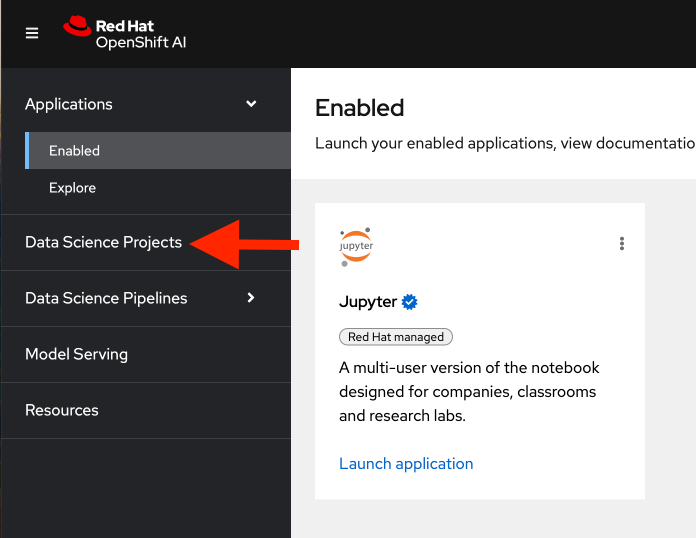 Red Hat
OpenShift AI
Applications
Enabled
Explore
Data Science Projects
Data Science Pipelines
Model Serving
Resources
Enabled
Launch your enabled applications, view documentatio
jupyter
Jupyter
Red Hat managed
A multi-user version of the notebook
designed for companies, classrooms
and research labs.
Launch application